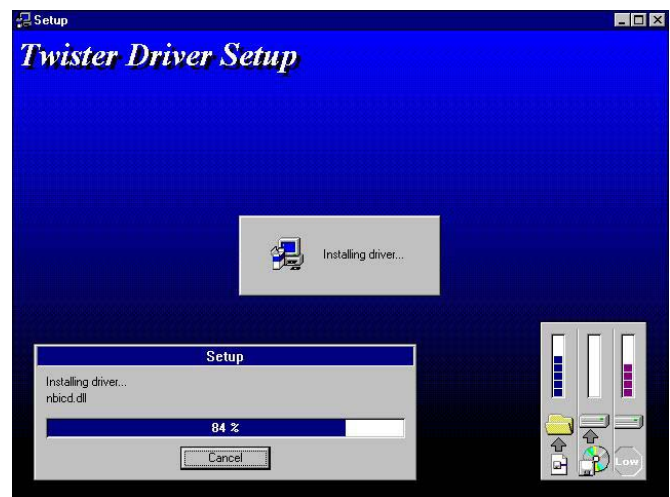 Setup
Twister Driver Setup
Installing driver...
Setup
Installing driver...
nbicd.dll
84 %
Cancel
Low